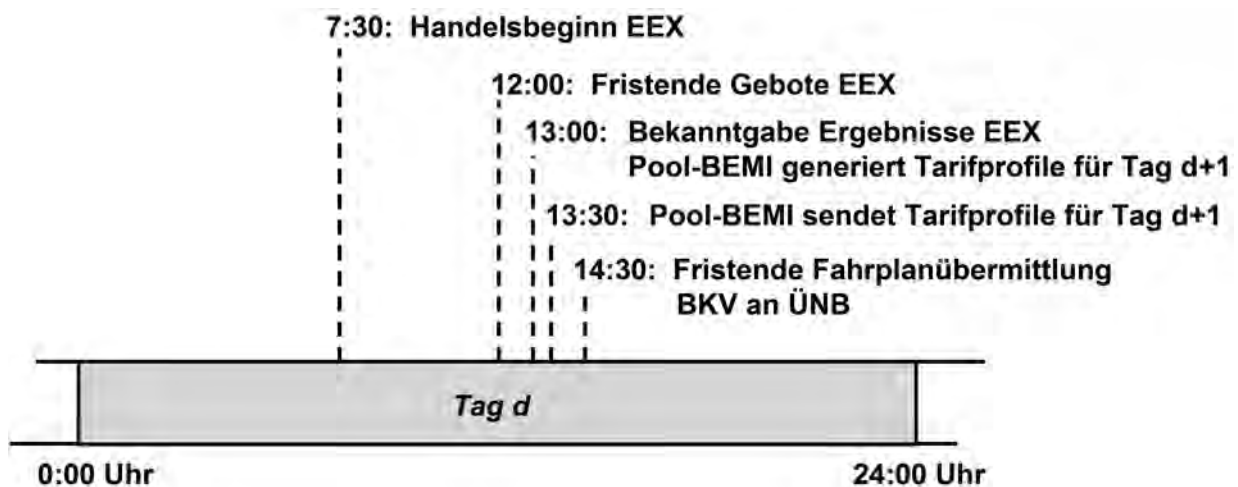 7:30: Handelsbeginn EEX
12:00: Fristende Gebote EEX
13:00: Bekanntgabe Ergebnisse EEX
Pool-BEMI generiert Tarifprofile für Tag d+1
13:30: Pool-BEMI sendet Tarifprofile für Tag d+1
14:30: Fristende Fahrplanübermittlung
BKV an ÜNB
Tag d
0:00 Uhr
24:00 Uhr